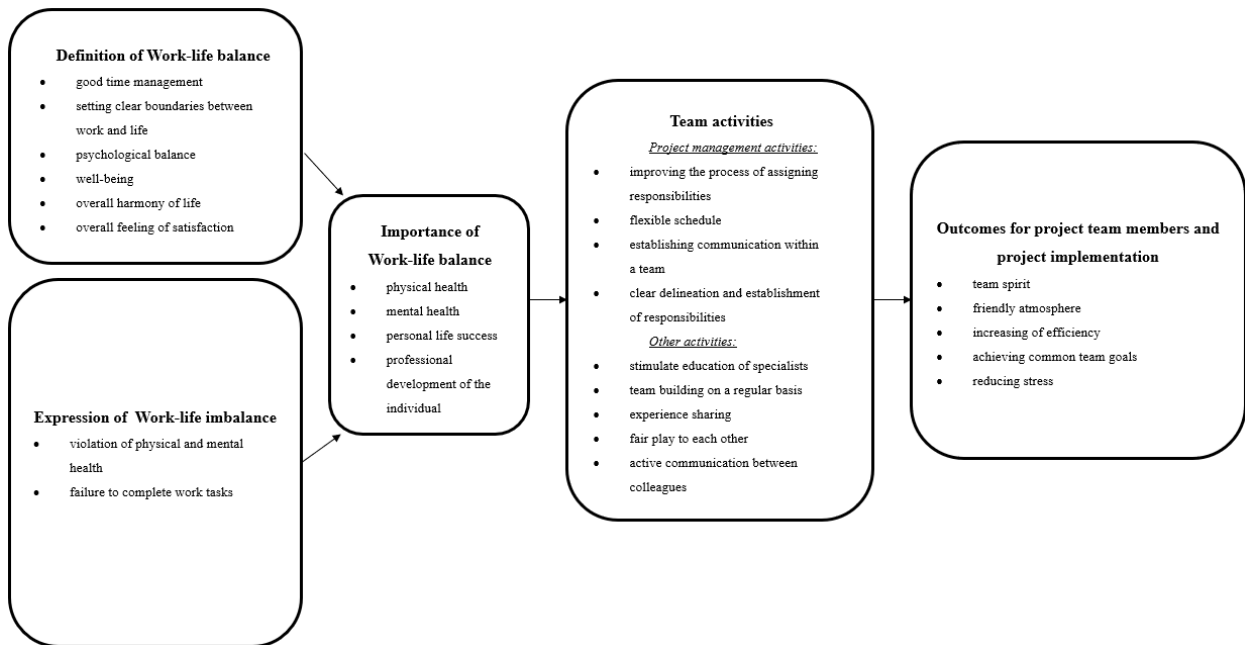 Definition of Work-life balance
• good time management
• setting clear boundaries between
work and life
• psychological balance
• well-being
• overall harmony of life
• overall feeling of satisfaction
Expression of Work-life imbalance
• violation of physical and mental
health
• failure to complete work tasks
Importance of
Work-life balance
• physical health
• mental health
• personal life success
• professional
development of the
individual
Team activities
Project management activities:
• improving the process of assigning
responsibilities
• flexible schedule
• establishing communication within
a team
• clear delineation and establishment
of responsibilities
Other activities:
• stimulate education of specialists
• team building on a regular basis
• experience sharing
• fair play to each other
• active communication between
colleagues
Outcomes for project team members and
project implementation
• team spirit
• friendly atmosphere
• increasing of efficiency
• achieving common team goals
• reducing stress